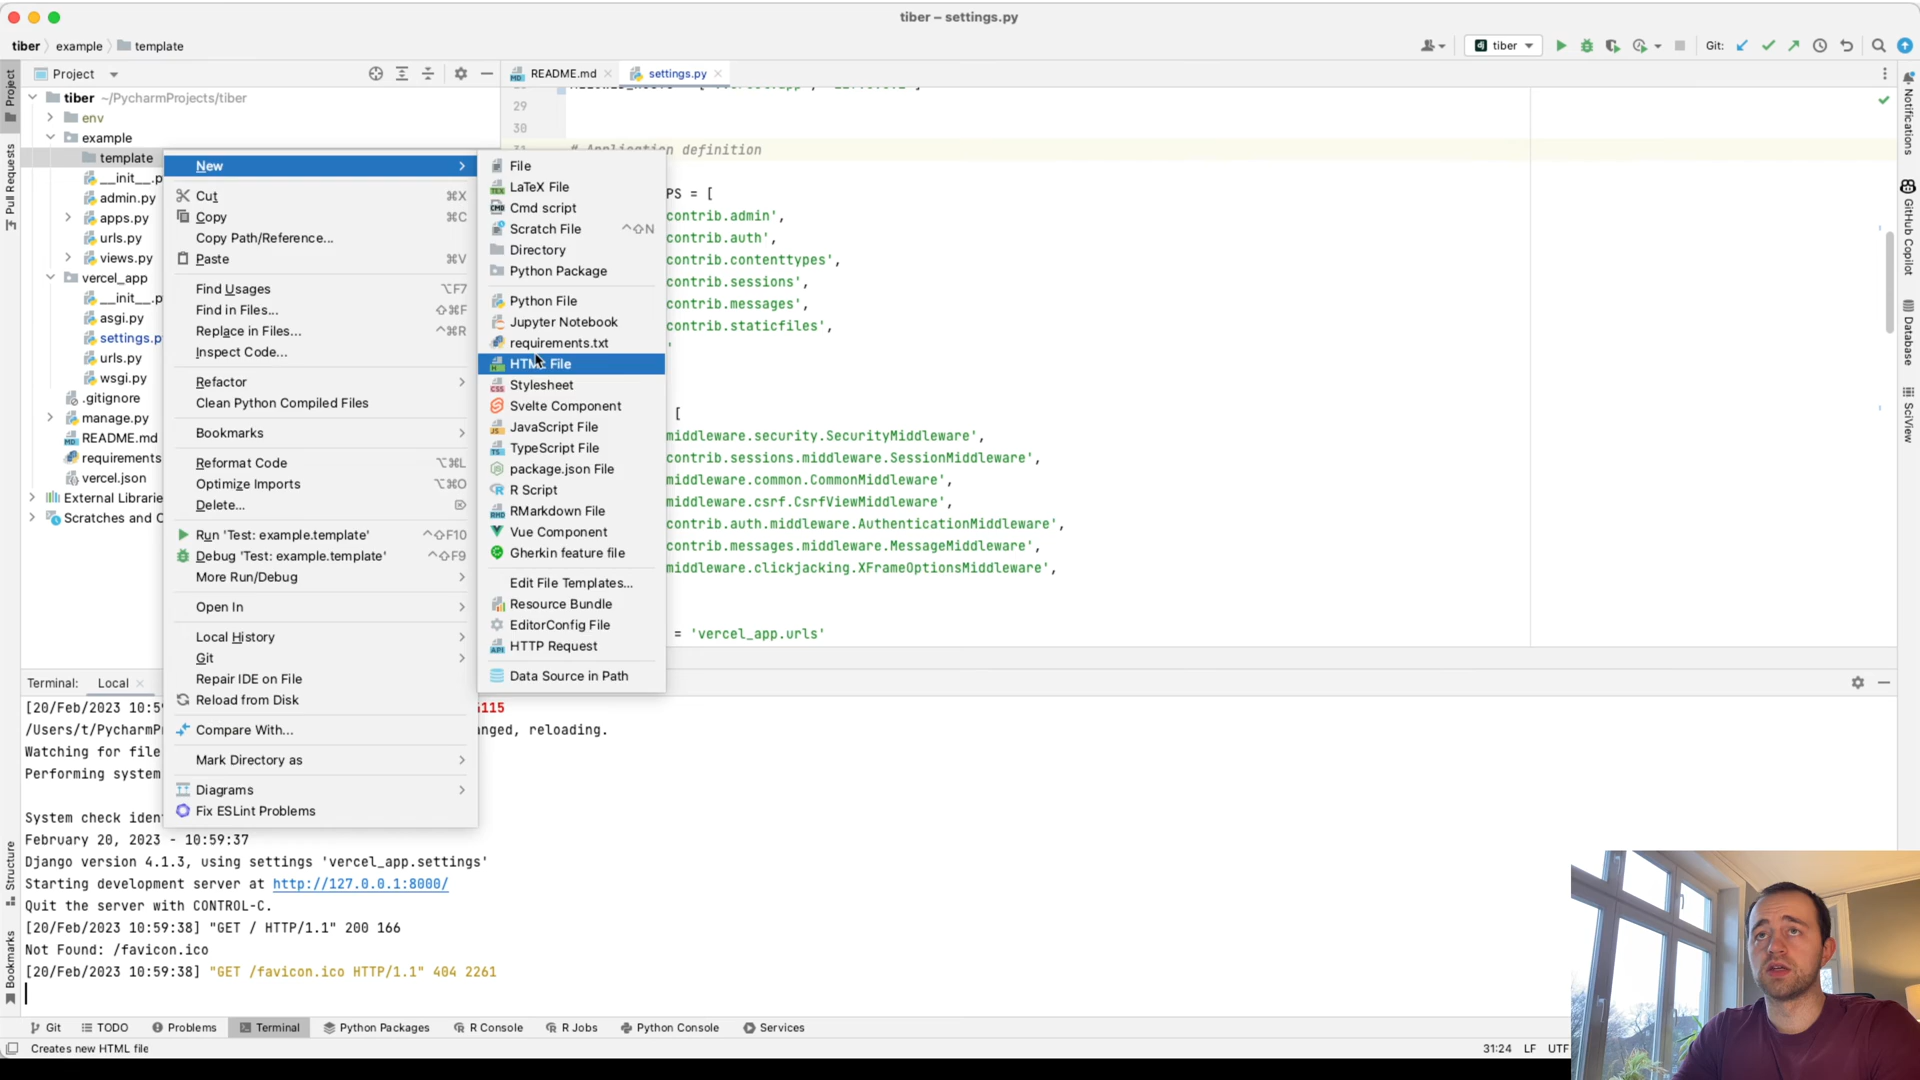 tiber – settings.py
tiber
example
template
tiber
Git:
Project
README.md
settings.py
tiber ~/PycharmProjects/tiber
env
example
template
__init__.p
admin.py
apps.py
urls.py
views.py
vercel_app
__init__.p
asgi.py
settings.p
urls.py
wsgi.py
.gitignore
manage.py
README.md
requirements
vercel.json
External Librarie
Scratches and C
Project
Pull Requests
Structure
Bookmarks
New
Cut ⌘X
Copy ⌘C
Copy Path/Reference...
Paste ⌘V
Find Usages ⌥F7
Find in Files... ⇧⌘F
Replace in Files... ^⌘R
Inspect Code...
Refactor
Clean Python Compiled Files
Bookmarks
Reformat Code ⌥⌘L
Optimize Imports ⌥⌘O
Delete... ⌦
Run 'Test: example.template' ^⇧F10
Debug 'Test: example.template' ^⇧F9
More Run/Debug
Open In
Local History
Git
Repair IDE on File
Reload from Disk
Compare With...
Mark Directory as
Diagrams
Fix ESLint Problems
File
LaTeX File
Cmd script
Scratch File ^⇧N
Directory
Python Package
Python File
Jupyter Notebook
requirements.txt
HTML File
Stylesheet
Svelte Component
JavaScript File
TypeScript File
package.json File
R Script
RMarkdown File
Vue Component
Gherkin feature file
Edit File Templates...
Resource Bundle
EditorConfig File
HTTP Request
Data Source in Path
29
30
# Application definition
PS = [
contrib.admin',
contrib.auth',
contrib.contenttypes',
contrib.sessions',
contrib.messages',
contrib.staticfiles',
'
[
middleware.security.SecurityMiddleware',
contrib.sessions.middleware.SessionMiddleware',
middleware.common.CommonMiddleware',
middleware.csrf.CsrfViewMiddleware',
contrib.auth.middleware.AuthenticationMiddleware',
contrib.messages.middleware.MessageMiddleware',
middleware.clickjacking.XFrameOptionsMiddleware',
= 'vercel_app.urls'
Notifications
GitHub Copilot
Database
SciView
Terminal: Local
[20/Feb/2023 10:5
115
/Users/t/PycharmP
anged, reloading.
Watching for file
Performing system
System check iden
February 20, 2023 - 10:59:37
Django version 4.1.3, using settings 'vercel_app.settings'
Starting development server at http://127.0.0.1:8000/
Quit the server with CONTROL-C.
[20/Feb/2023 10:59:38] "GET / HTTP/1.1" 200 166
Not Found: /favicon.ico
[20/Feb/2023 10:59:38] "GET /favicon.ico HTTP/1.1" 404 2261
Git
TODO
Problems
Terminal
Python Packages
R Console
R Jobs
Python Console
Services
Creates new HTML file
31:24 LF UTF